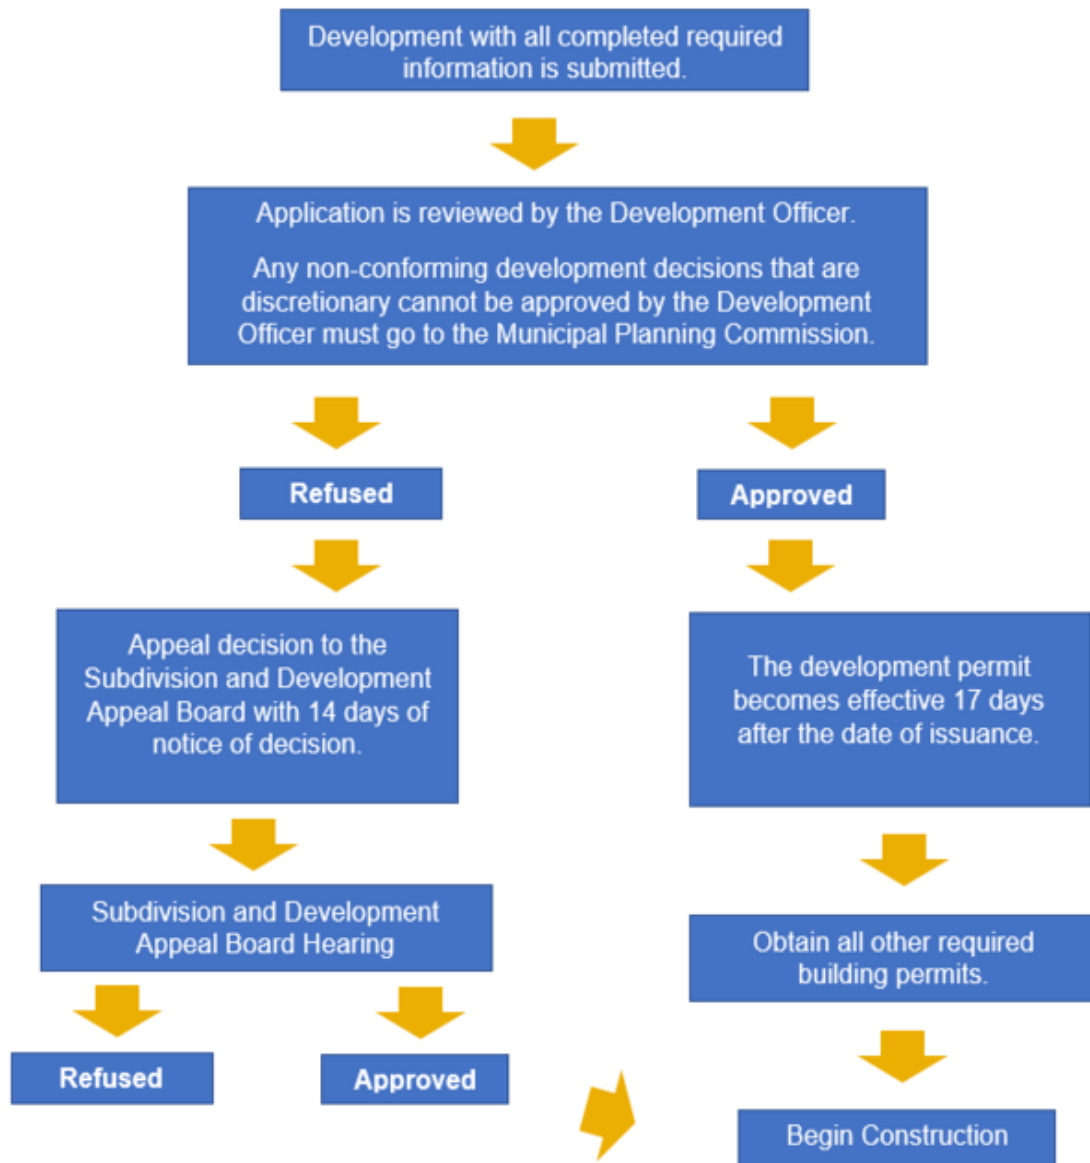 Development with all completed required
information is submitted.
Application is reviewed by the Development Officer.
Any non-conforming development decisions that are
discretionary cannot be approved by the Development
Officer must go to the Municipal Planning Commission.
Refused
Approved
Appeal decision to the
Subdivision and Development
Appeal Board with 14 days of
notice of decision.
The development permit
becomes effective 17 days
after the date of issuance.
Subdivision and Development
Appeal Board Hearing
Obtain all other required
building permits.
Refused
Approved
Begin Construction